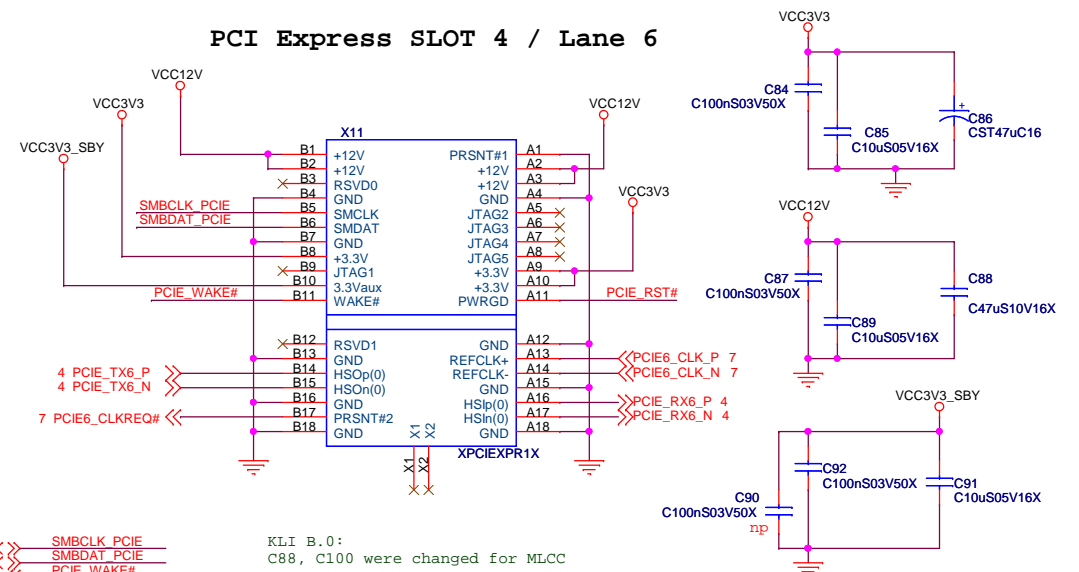 PCI Express SLOT 4 / Lane 6
VCC12V
VCC3V3
VCC3V3_SBY
VCC12V
VCC3V3
X11
B1 +12V PRSNT#1 A1
B2 +12V +12V A2
B3 RSVD0 +12V A3
B4 GND GND A4
SMBCLK_PCIE B5 SMCLK JTAG2 A5
SMBDAT_PCIE B6 SMDAT JTAG3 A6
B7 GND JTAG4 A7
B8 +3.3V JTAG5 A8
B9 JTAG1 +3.3V A9
B10 3.3Vaux +3.3V A10
PCIE_WAKE# B11 WAKE# PWRGD A11 PCIE_RST#
B12 RSVD1 GND A12
B13 GND REFCLK+ A13 PCIE6_CLK_P 7
4 PCIE_TX6_P B14 HSOp(0) REFCLK- A14 PCIE6_CLK_N 7
4 PCIE_TX6_N B15 HSOn(0) GND A15
B16 GND HSIp(0) A16 PCIE_RX6_P 4
7 PCIE6_CLKREQ# B17 PRSNT#2 HSIn(0) A17 PCIE_RX6_N 4
B18 GND GND A18
X1 X2
XPCIEXPR1X
X1 X2
VCC3V3
C84
C100nS03V50X
C85
C10uS05V16X
+
C86
CST47uC16
VCC12V
C87
C100nS03V50X
C89
C10uS05V16X
C88
C47uS10V16X
VCC3V3_SBY
C92
C100nS03V50X
C90
C100nS03V50X
np
C91
C10uS05V16X
SMBCLK_PCIE
SMBDAT_PCIE
PCIE_WAKE#
KLI B.0:
C88, C100 were changed for MLCC